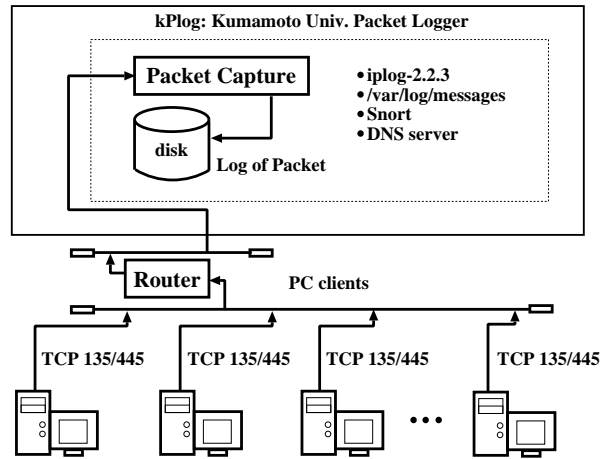 kPlog: Kumamoto Univ. Packet Logger
Packet Capture
•iplog-2.2.3
•/var/log/messages
•Snort
•DNS server
disk
Log of Packet
Router
PC clients
TCP 135/445
TCP 135/445
TCP 135/445
TCP 135/445
•••